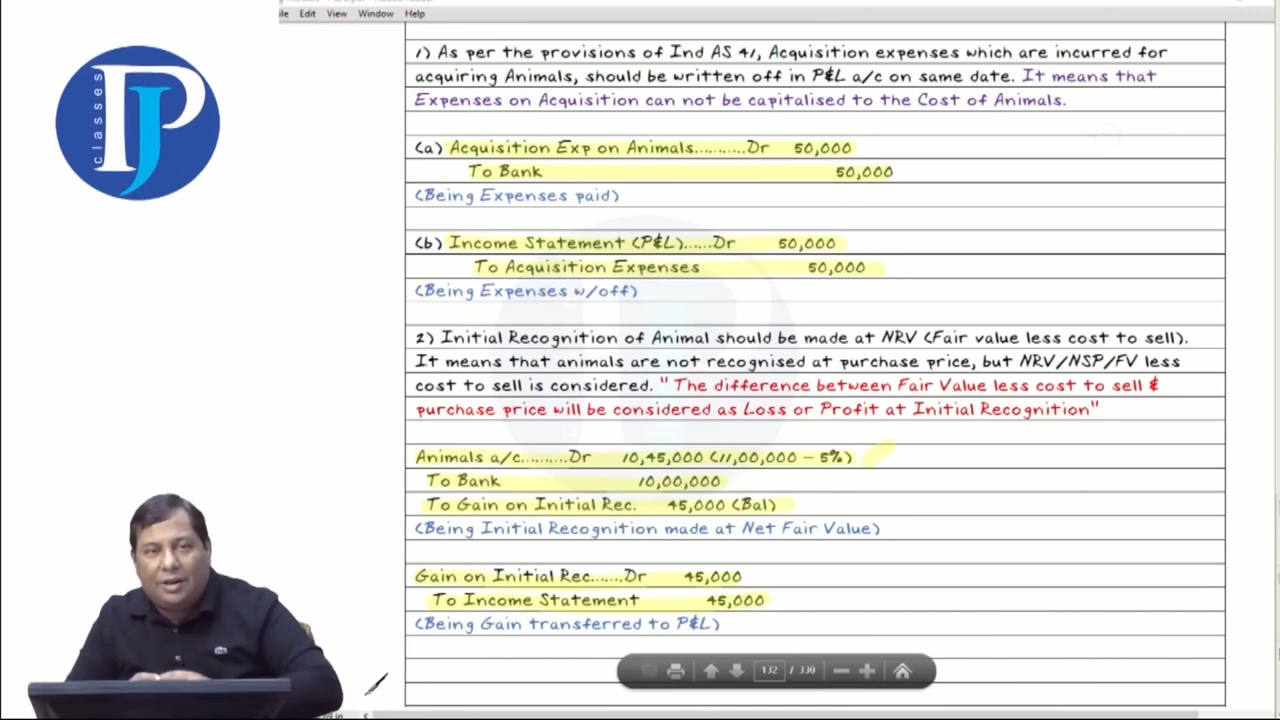 Edit View Window Help
classes
PJ
1) As per the provisions of Ind AS 41, Acquisition expenses which are incurred for
acquiring Animals, should be written off in P&L a/c on same date. It means that
Expenses on Acquisition can not be capitalised to the Cost of Animals.
(a) Acquisition Exp on Animals...........Dr 50,000
To Bank 50,000
(Being Expenses paid)
(b) Income Statement (P&L)......Dr 50,000
To Acquisition Expenses 50,000
(Being Expenses w/off)
2) Initial Recognition of Animal should be made at NRV (Fair value less cost to sell).
It means that animals are not recognised at purchase price, but NRV/NSP/FV less
cost to sell is considered. " The difference between Fair Value less cost to sell &
purchase price will be considered as Loss or Profit at Initial Recognition"
Animals a/c..........Dr 10,45,000 (11,00,000 - 5%)
To Bank 10,00,000
To Gain on Initial Rec. 45,000 (Bal)
(Being Initial Recognition made at Net Fair Value)
Gain on Initial Rec.......Dr 45,000
To Income Statement 45,000
(Being Gain transferred to P&L)
132 / 330